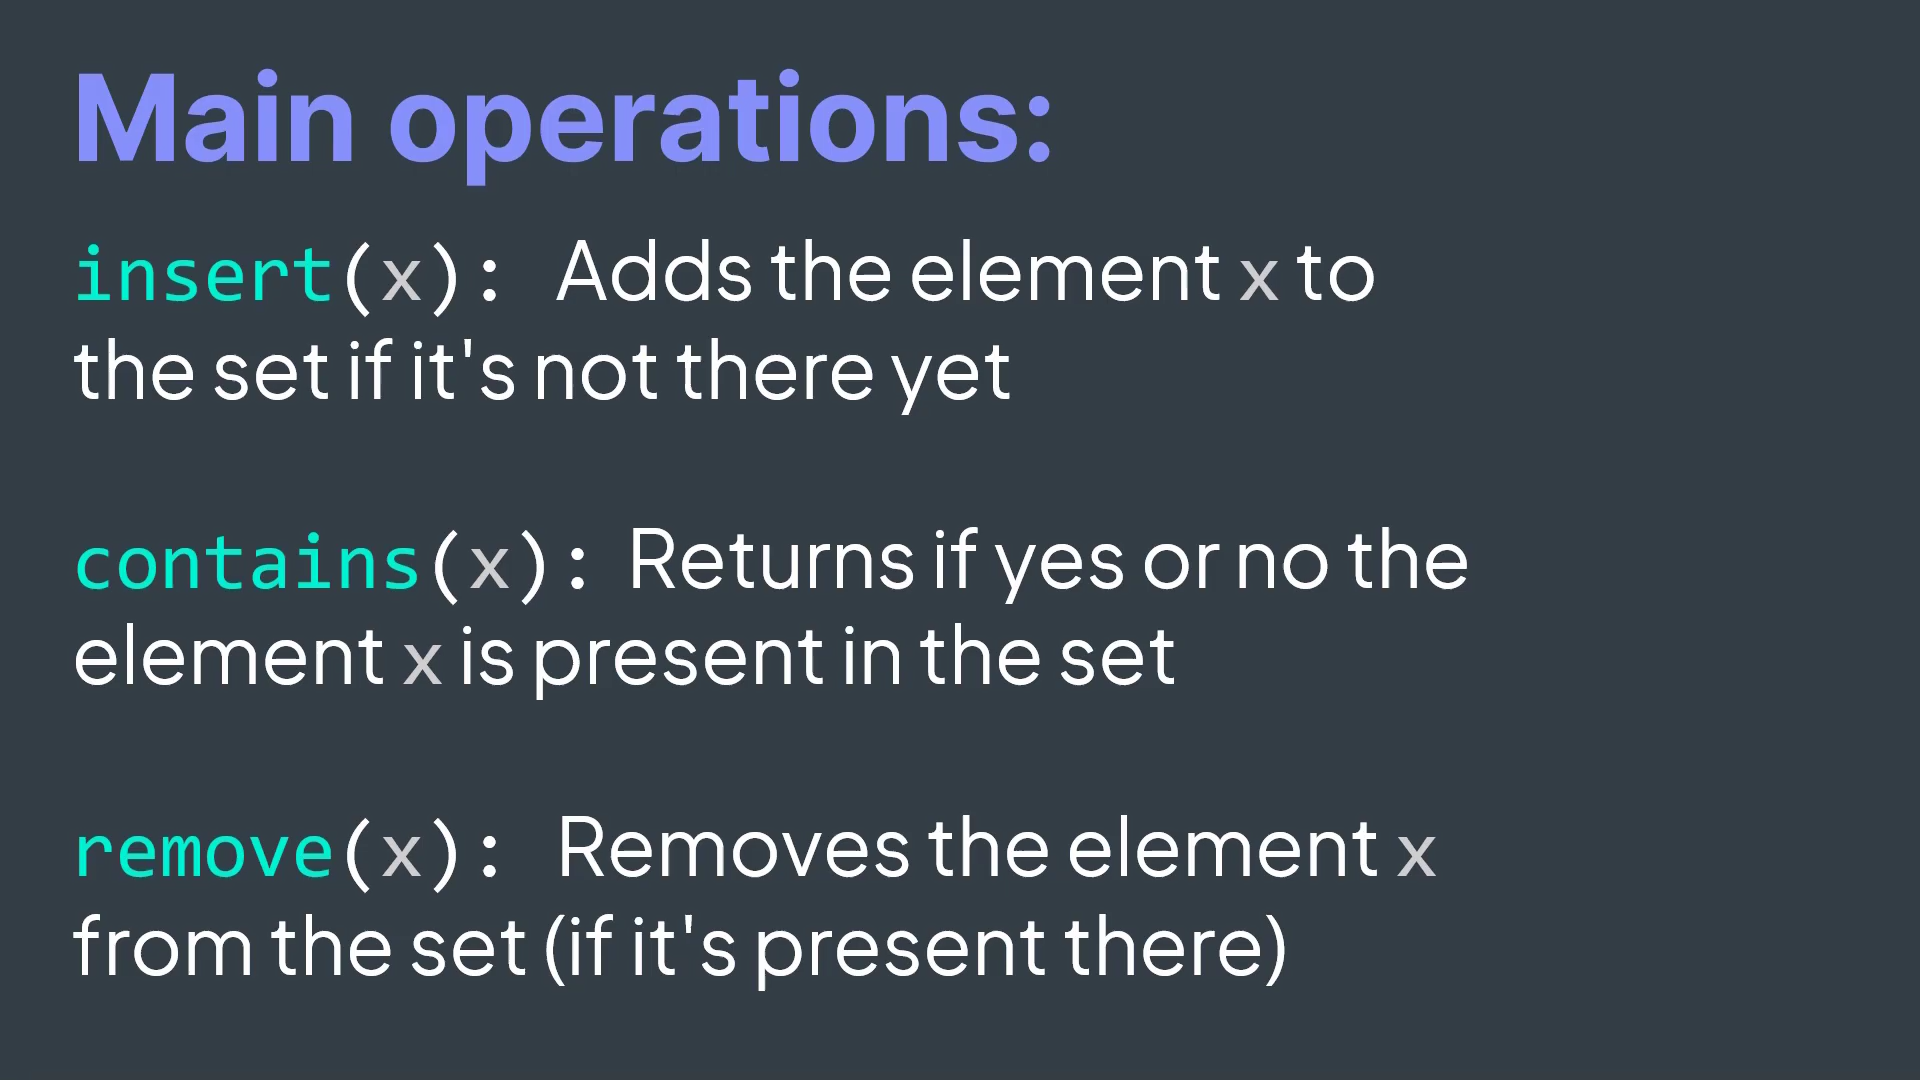 Main operations:
insert(x): Adds the element x to
the set if it's not there yet
contains(x): Returns if yes or no the
element x is present in the set
remove(x): Removes the element x
from the set (if it's present there)